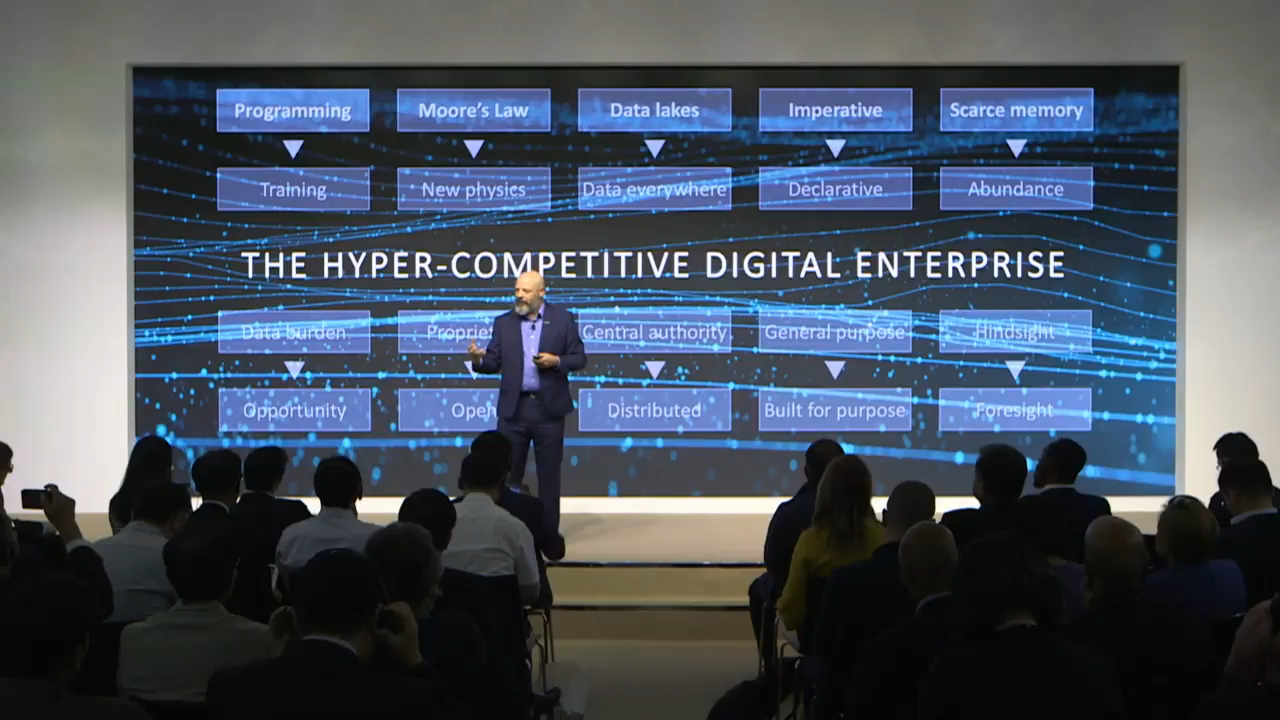 Programming Moore's Law Data lakes Imperative Scarce memory
Training New physics Data everywhere Declarative Abundance
THE HYPER-COMPETITIVE DIGITAL ENTERPRISE
Data burden Central authority General purpose Hindsight
Opportunity Open Distributed Built for purpose Foresight